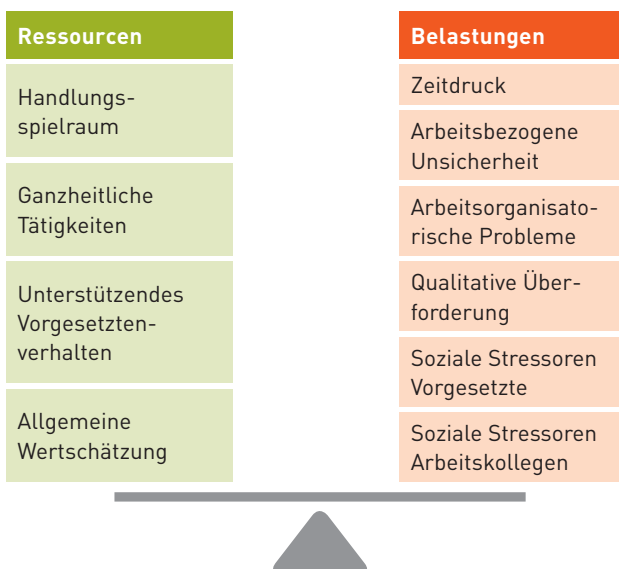 Ressourcen
Handlungs-
spielraum
Ganzheitliche
Tätigkeiten
Unterstützendes
Vorgesetzten-
verhalten
Allgemeine
Wertschätzung
Belastungen
Zeitdruck
Arbeitsbezogene
Unsicherheit
Arbeitsorganisato-
rische Probleme
Qualitative Über-
forderung
Soziale Stressoren
Vorgesetzte
Soziale Stressoren
Arbeitskollegen